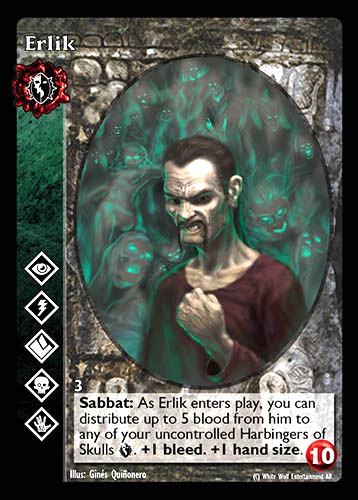 Erlik
3
Sabbat: As Erlik enters play, you can
distribute up to 5 blood from him to
any of your uncontrolled Harbingers of
Skulls . +1 bleed. +1 hand size.
10
Illus: Ginés Quiñonero
(C) White Wolf Entertainment AB